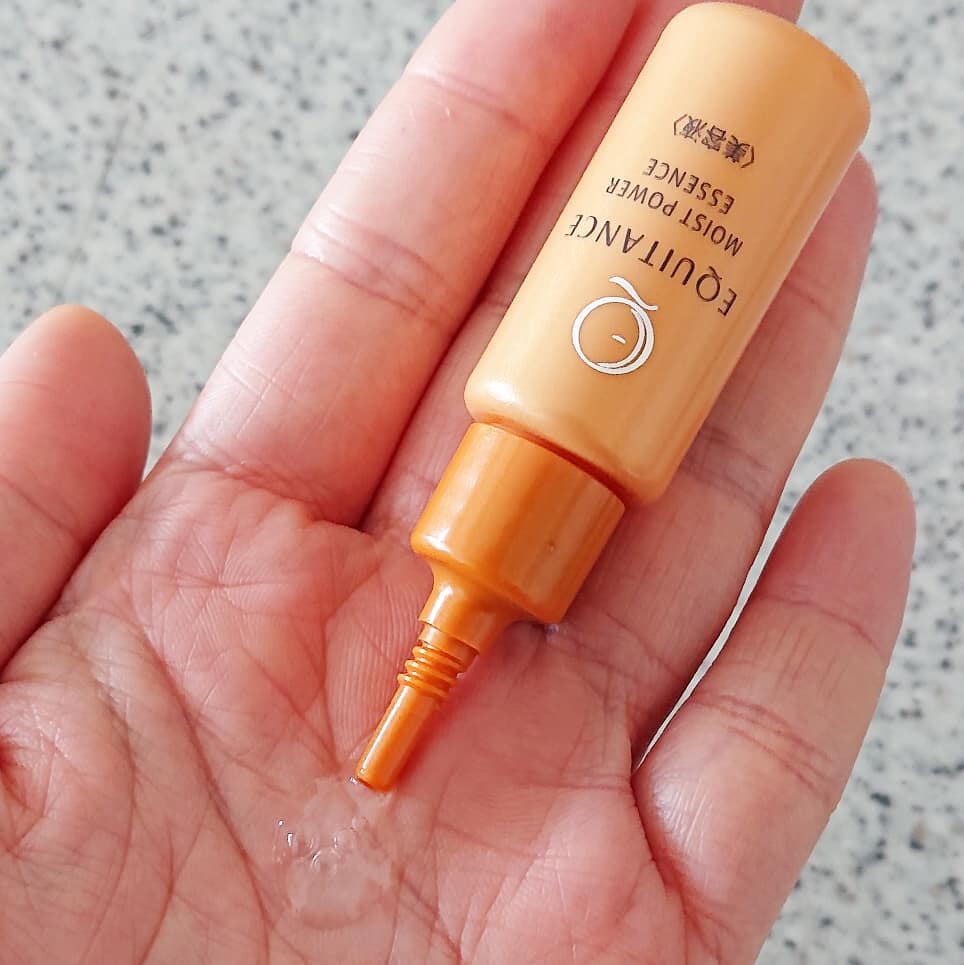 EQUITANCE
MOIST POWER
ESSENCE
〈美容液〉